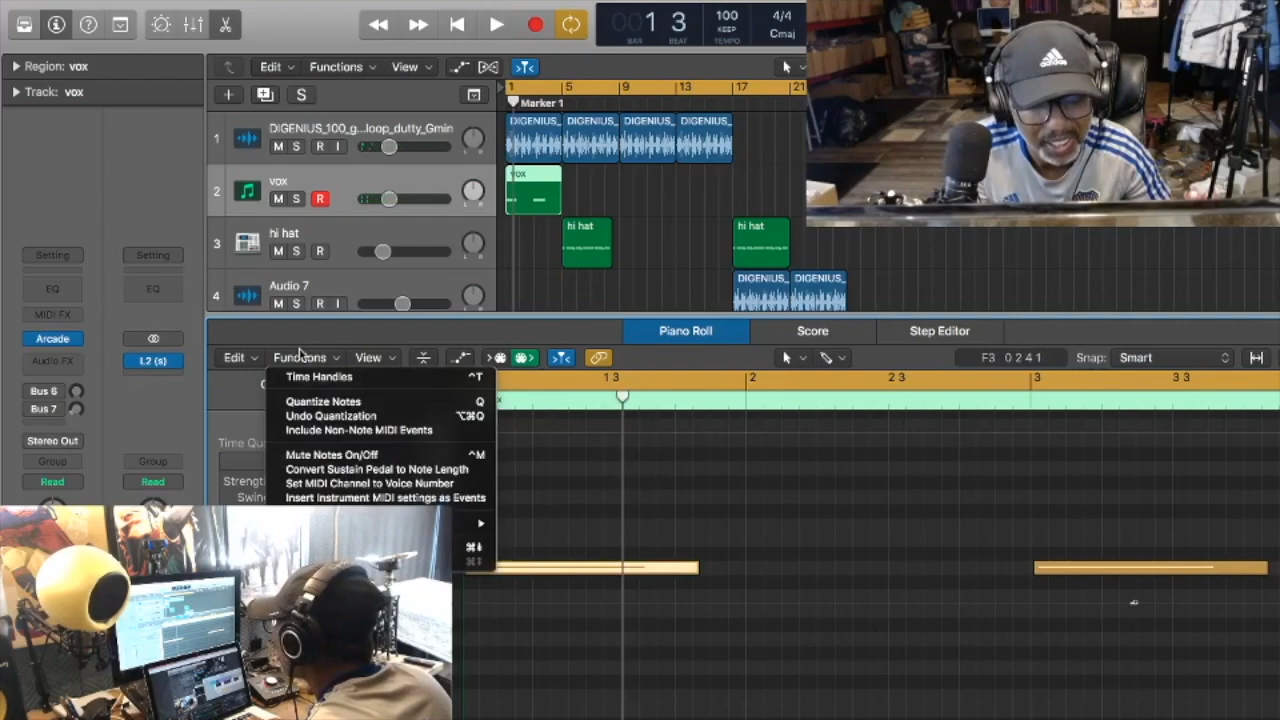 1 3 100 4/4
KEEP
BAR BEAT TEMPO Cmaj
Region: vox
Track: vox
Edit Functions View
S
1 5 9 13 17 21
Marker 1
1 DIGENIUS_100_g...loop_dutty_Gmin
M S R I
DIGENIUS_ DIGENIUS_ DIGENIUS_ DIGENIUS_
2 vox
M S R
vox
3 hi hat
M S R
hi hat hi hat
4 Audio 7
M S R I
DIGENIUS_ DIGENIUS_
Setting Setting
EQ EQ
MIDI FX
Arcade
Audio FX L2 (s)
Bus 6
Bus 7
Stereo Out
Group Group
Read Read
Piano Roll Score Step Editor
Edit Functions View F3 0 2 4 1 Snap: Smart
1 3 2 2 3 3 3 3
Time Handles ^T
Quantize Notes Q
Undo Quantization ⌥⌘Q
Include Non-Note MIDI Events
Mute Notes On/Off ^M
Convert Sustain Pedal to Note Length
Set MIDI Channel to Voice Number
Insert Instrument MIDI settings as Events
Time Qu
Strengt
Swin